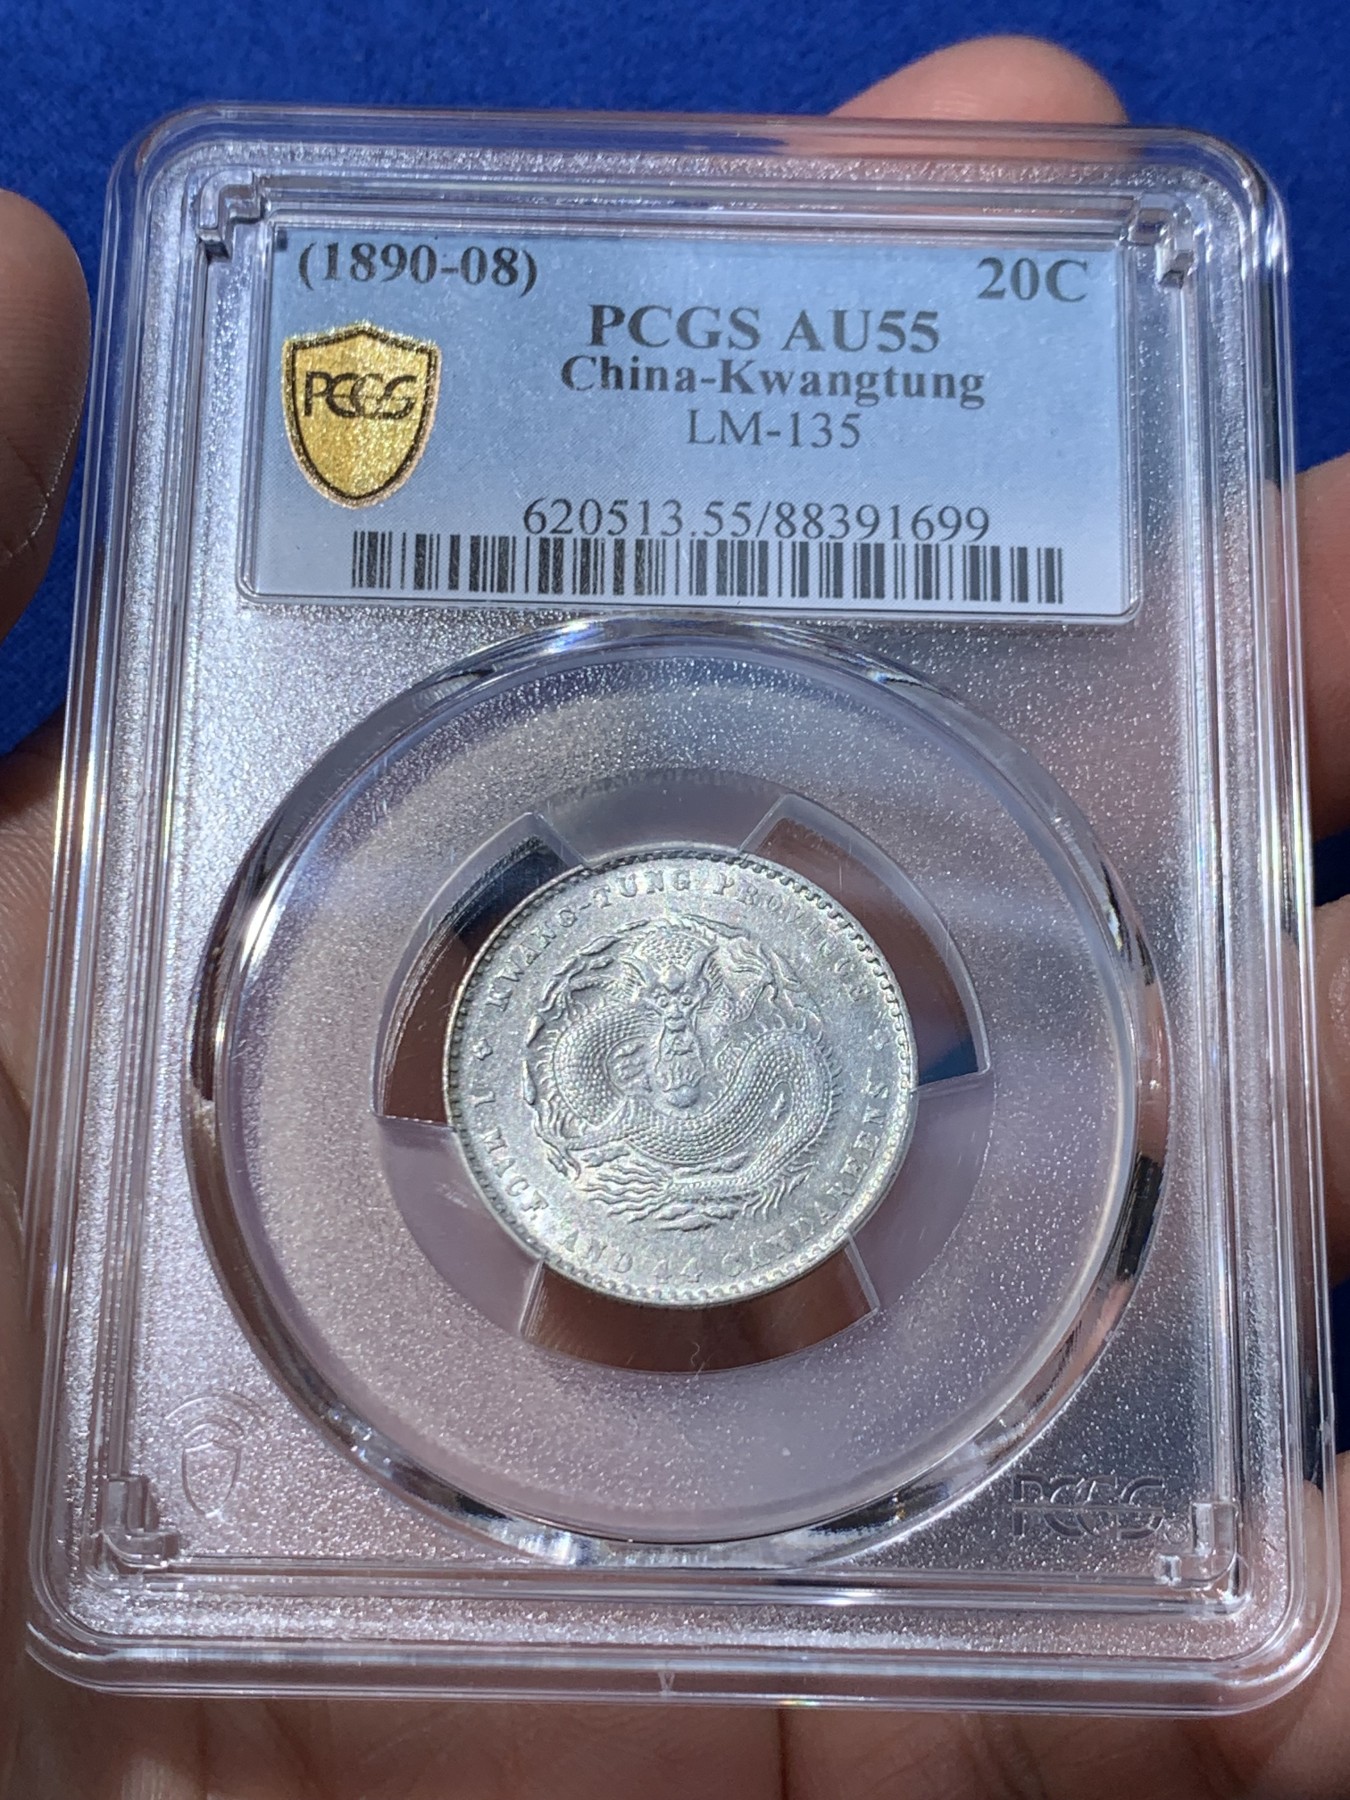 (1890-08) 20C
PCGS AU55
China-Kwangtung
LM-135
PCGS
620513.55/88391699
KWANG-TUNG PROVINCE
1 MACE AND 44 CANDAREENS
PCGS